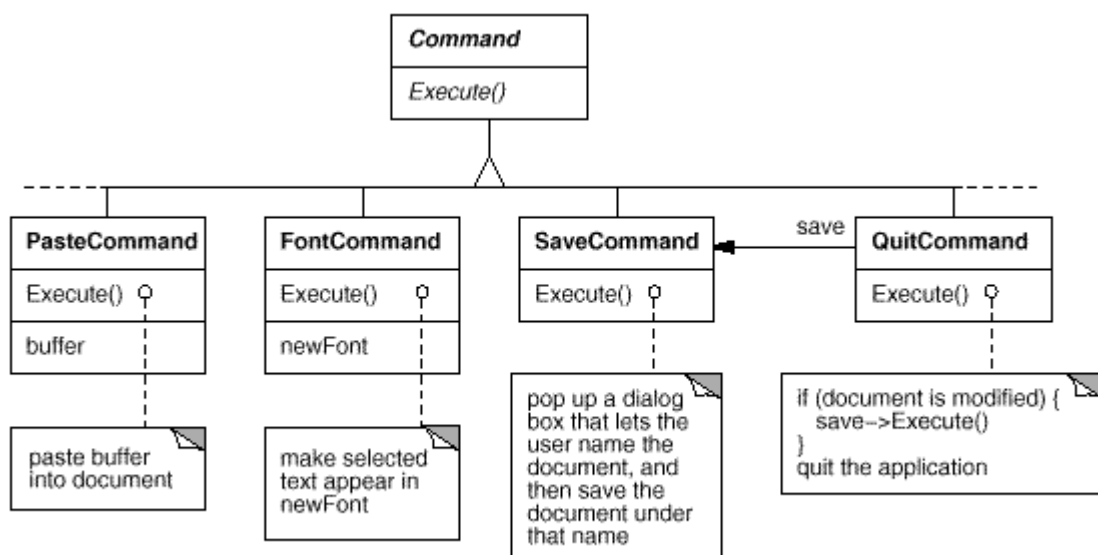 Command
Execute()
PasteCommand
Execute()
buffer
paste buffer
into document
FontCommand
Execute()
newFont
make selected
text appear in
newFont
SaveCommand
Execute()
pop up a dialog
box that lets the
user name the
document, and
then save the
document under
that name
save
QuitCommand
Execute()
if (document is modified) {
save–>Execute()
}
quit the application